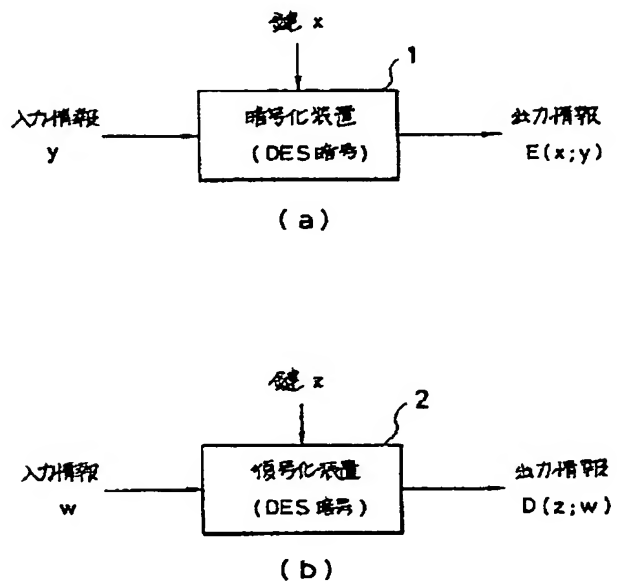 鍵 x
1
入力情報
y
暗号化装置
(DES暗号)
出力情報
E(x;y)
(a)
鍵 z
2
入力情報
w
復号化装置
(DES暗号)
出力情報
D(z;w)
(b)